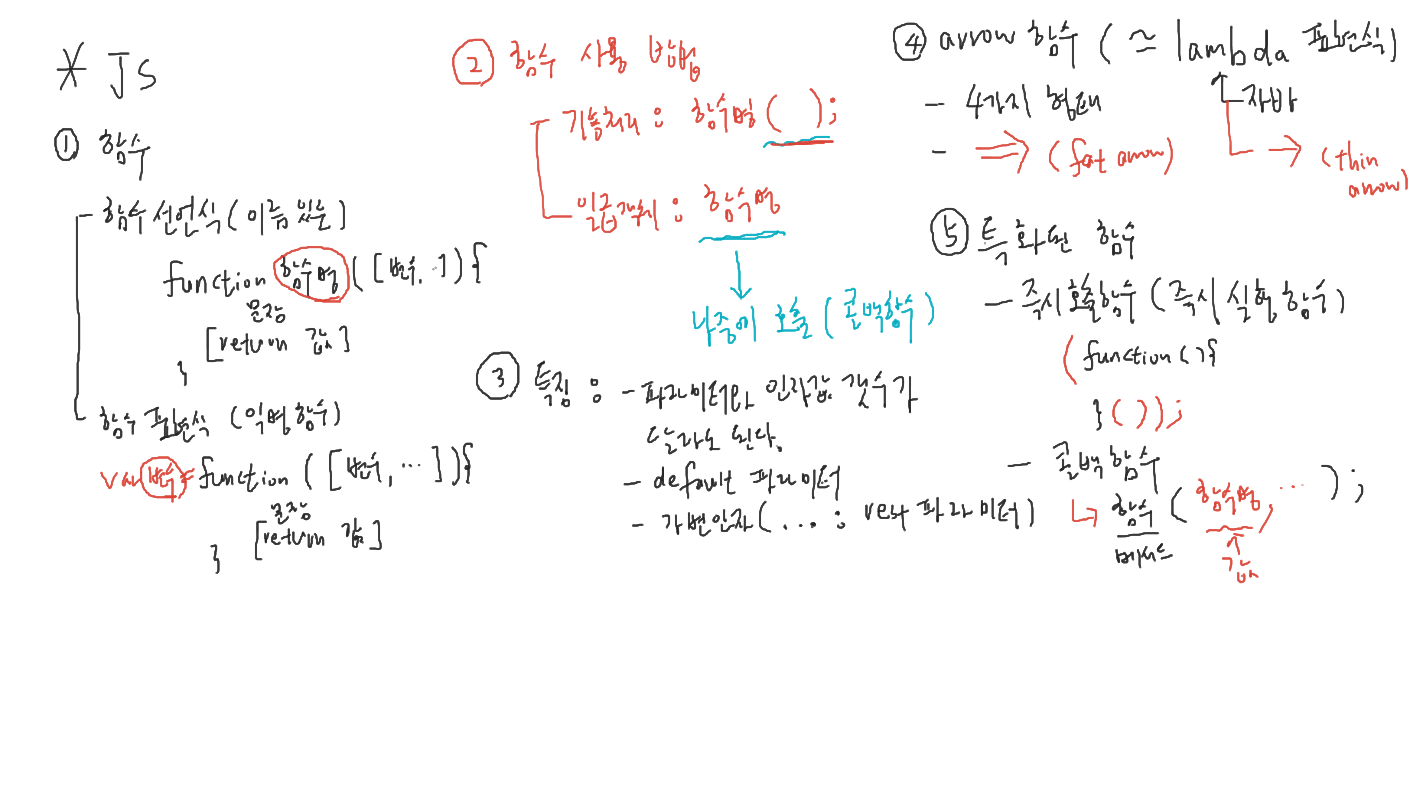 * JS
① 함수
- 함수 선언식 (이름 있는)
function 함수명 ([변수, ··]) {
문장
[return 값]
}
함수 표현식 (익명함수)
var 변수 = function ([변수, ···]) {
문장
[return 값]
}
② 함수 사용 방법
기능처리 : 함수명 ( );
일급객체 : 함수명
나중에 호출 (콜백함수)
③ 특징 : - 파라미터와 인자값 갯수가
달라도 된다.
- default 파라미터
- 가변인자 (... : rest 파라미터)
④ arrow 함수 (≃ lambda 표현식)
- 4가지 형태
자바
- => (fat arrow)
→ (thin
arrow)
⑤ 특화된 함수
- 즉시호출함수 (즉시 실행 함수)
(function () {
} ( ) );
- 콜백함수
↳ 함수 (함수명, ··· );
메서드
값